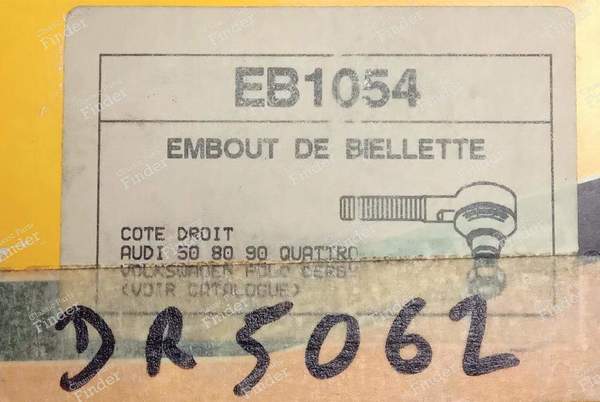 EB1054
EMBOUT DE BIELLETTE
COTE DROIT
AUDI 50 80 90 QUATTRO
VOLKSWAGEN POLO DERBY
(VOIR CATALOGUE)
DR5062